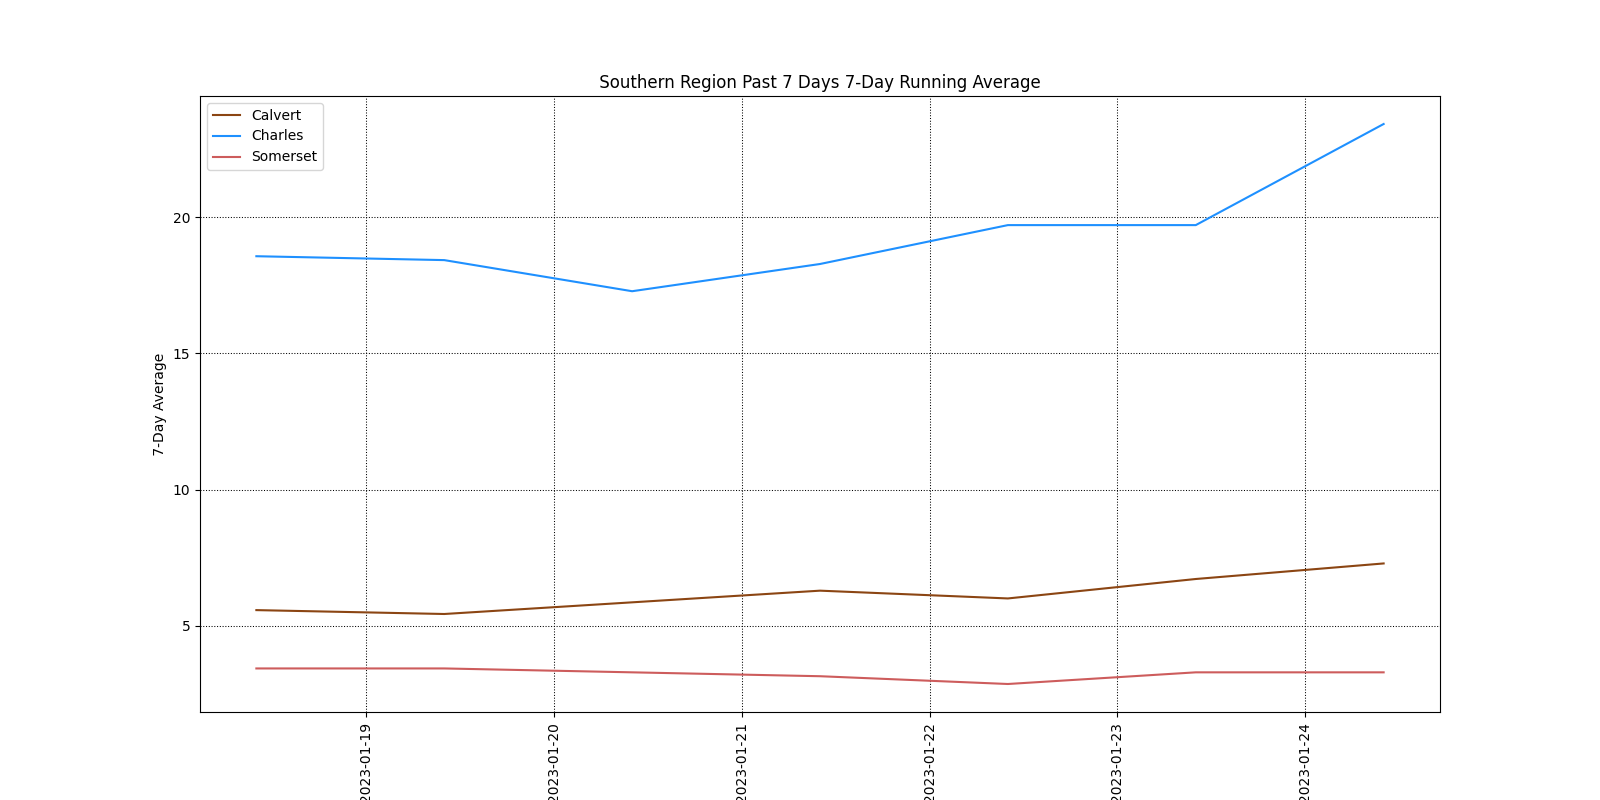 Southern Region Past 7 Days 7-Day Running Average
Calvert
Charles
Somerset
7-Day Average
20
15
10
5
2023-01-19
2023-01-20
2023-01-21
2023-01-22
2023-01-23
2023-01-24